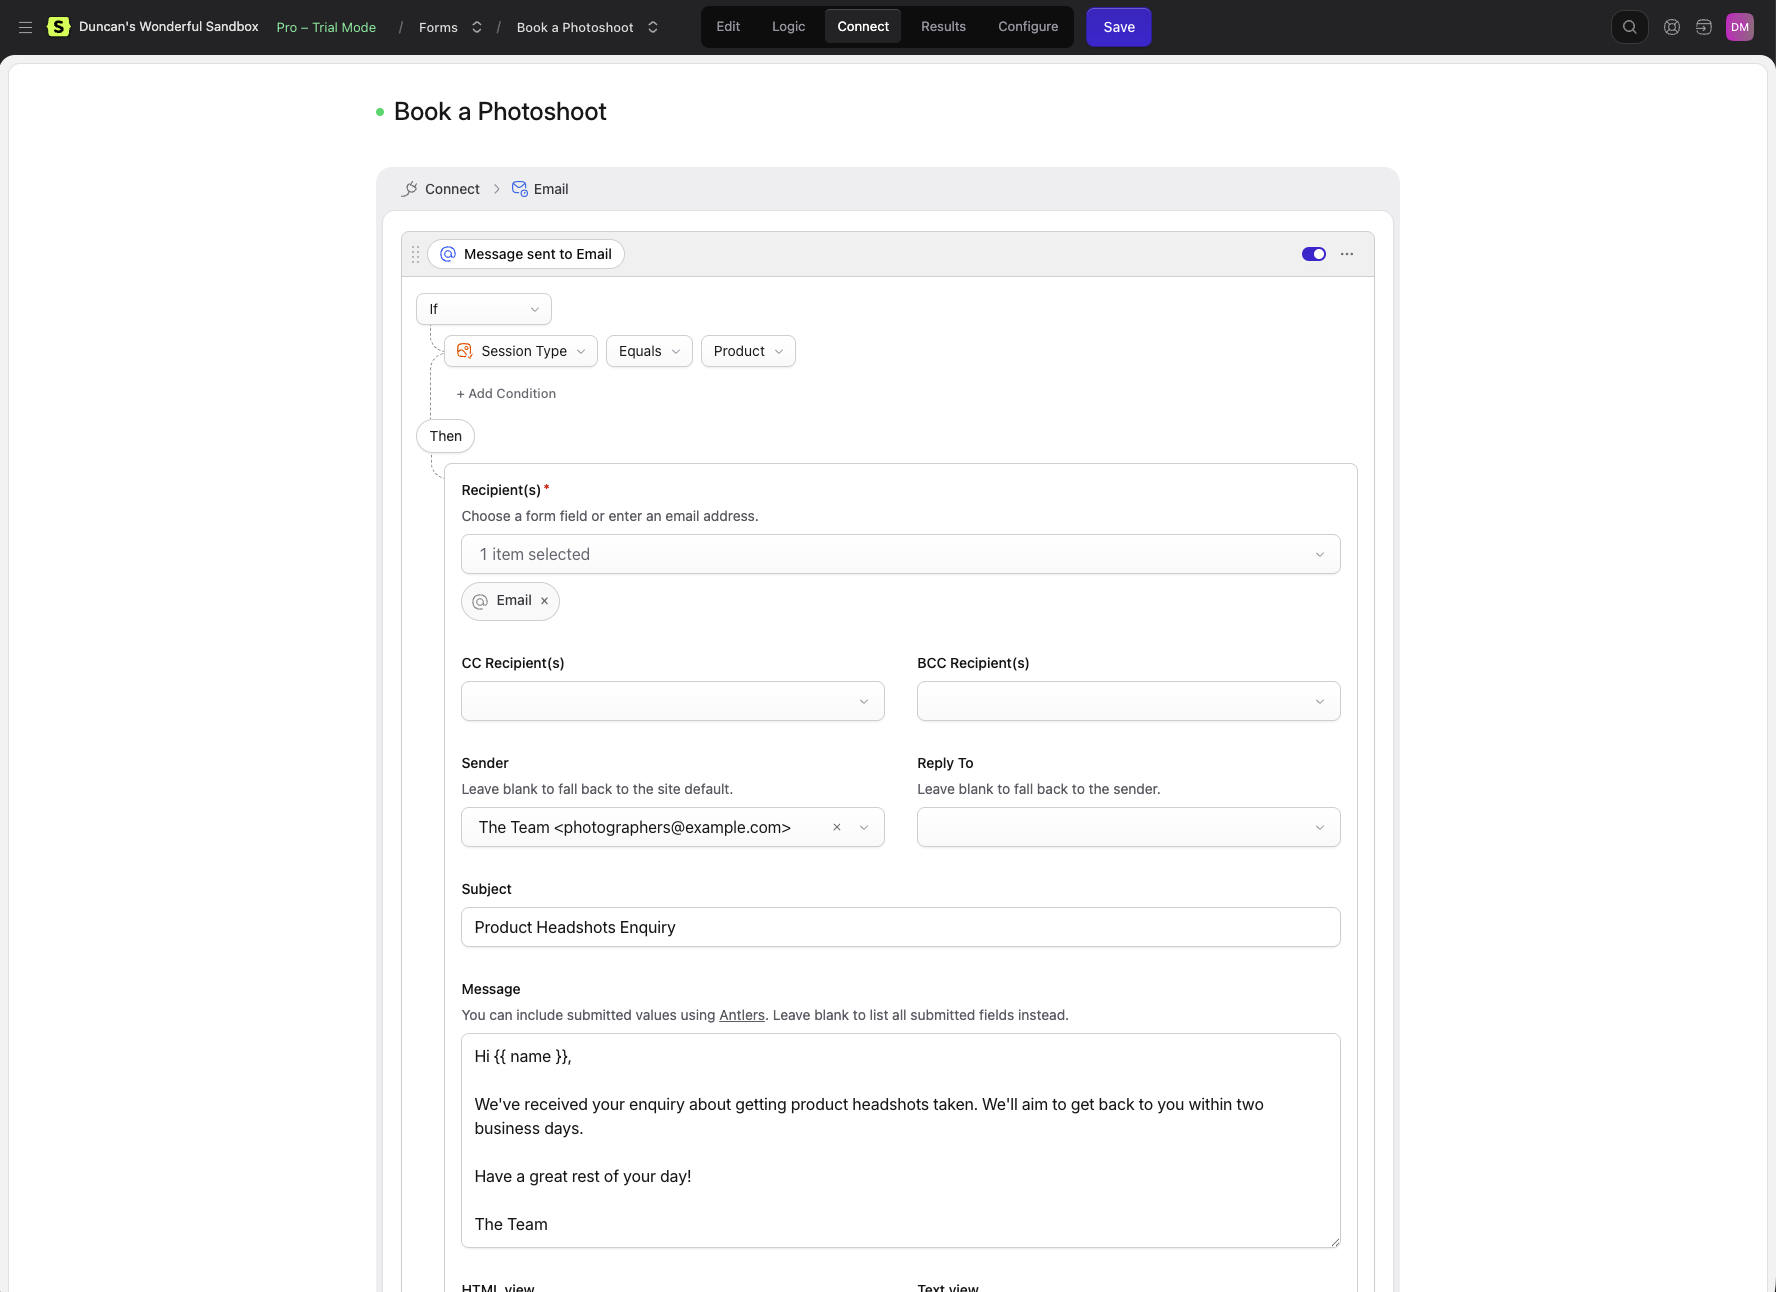 Duncan's Wonderful Sandbox Pro – Trial Mode / Forms / Book a Photoshoot Edit Logic Connect Results Configure Save DM
Book a Photoshoot
Connect Email
Message sent to Email
If
Session Type Equals Product
+ Add Condition
Then
Recipient(s) *
Choose a form field or enter an email address.
1 item selected
Email ×
CC Recipient(s) BCC Recipient(s)
Sender Reply To
Leave blank to fall back to the site default. Leave blank to fall back to the sender.
The Team <photographers@example.com> ×
Subject
Product Headshots Enquiry
Message
You can include submitted values using Antlers. Leave blank to list all submitted fields instead.
Hi {{ name }},
We've received your enquiry about getting product headshots taken. We'll aim to get back to you within two
business days.
Have a great rest of your day!
The Team
HTML view Text view